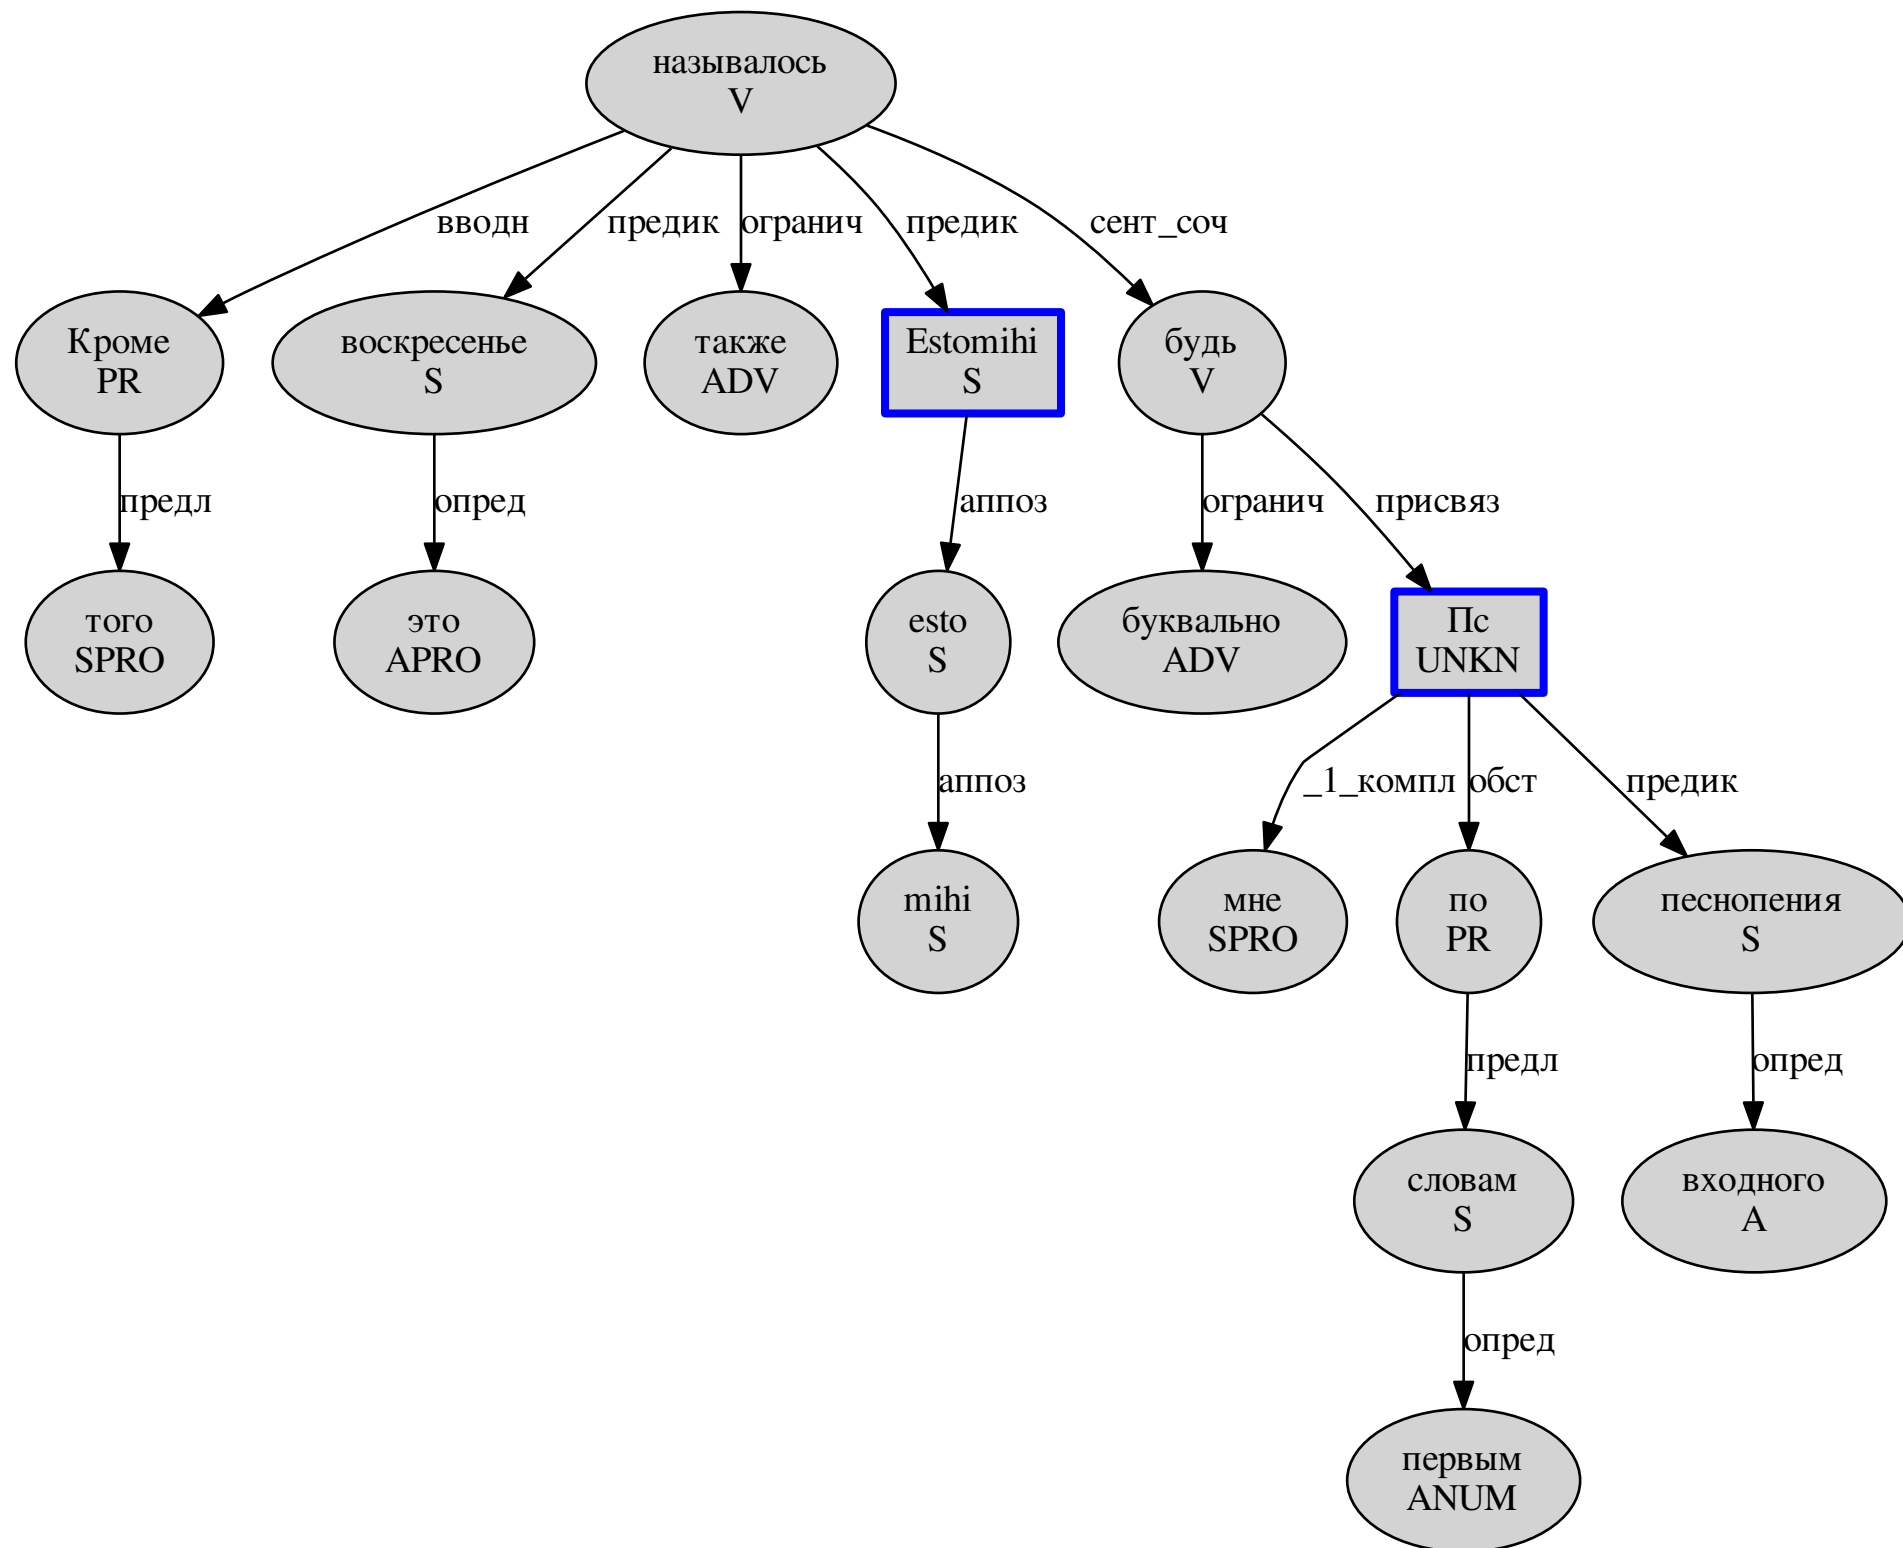 называлось
V
вводн
предик
огранич
предик
сент_соч
Кроме
PR
воскресенье
S
также
ADV
Estomihi
S
будь
V
предл
опред
аппоз
огранич
присвяз
того
SPRO
это
APRO
esto
S
буквально
ADV
Пс
UNKN
аппоз
_1_компл
обст
предик
mihi
S
мне
SPRO
по
PR
песнопения
S
предл
опред
словам
S
входного
A
опред
первым
ANUM